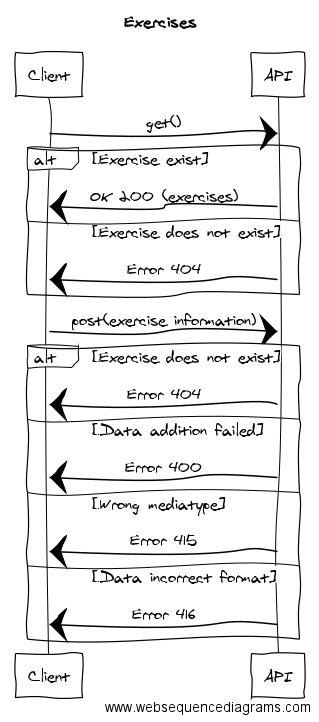 Exercises
Client API
get()
alt [Exercise exist]
OK 200 (exercises)
[Exercise does not exist]
Error 404
post(exercise information)
alt [Exercise does not exist]
Error 404
[Data addition failed]
Error 400
[Wrong mediatype]
Error 415
[Data incorrect format]
Error 416
Client API
www.websequencediagrams.com